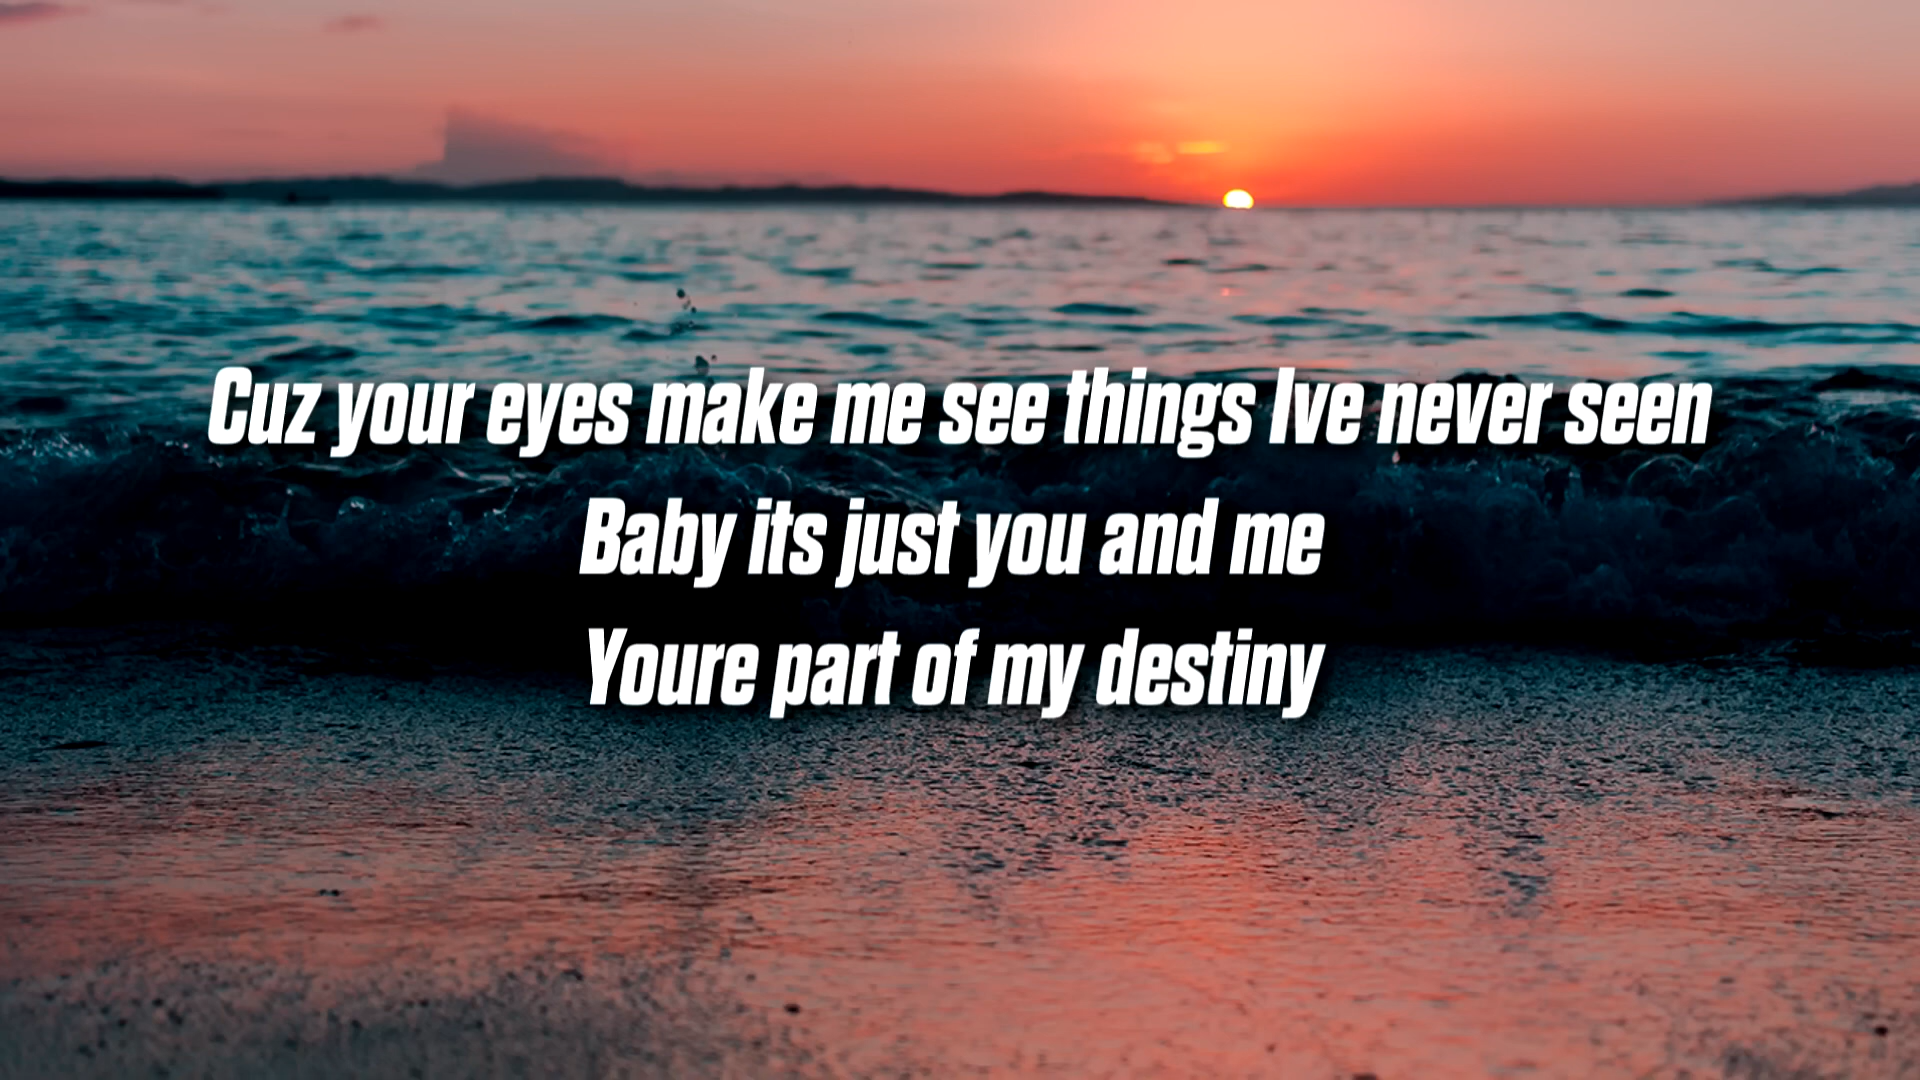 Cuz your eyes make me see things Ive never seen
Baby its just you and me
Youre part of my destiny